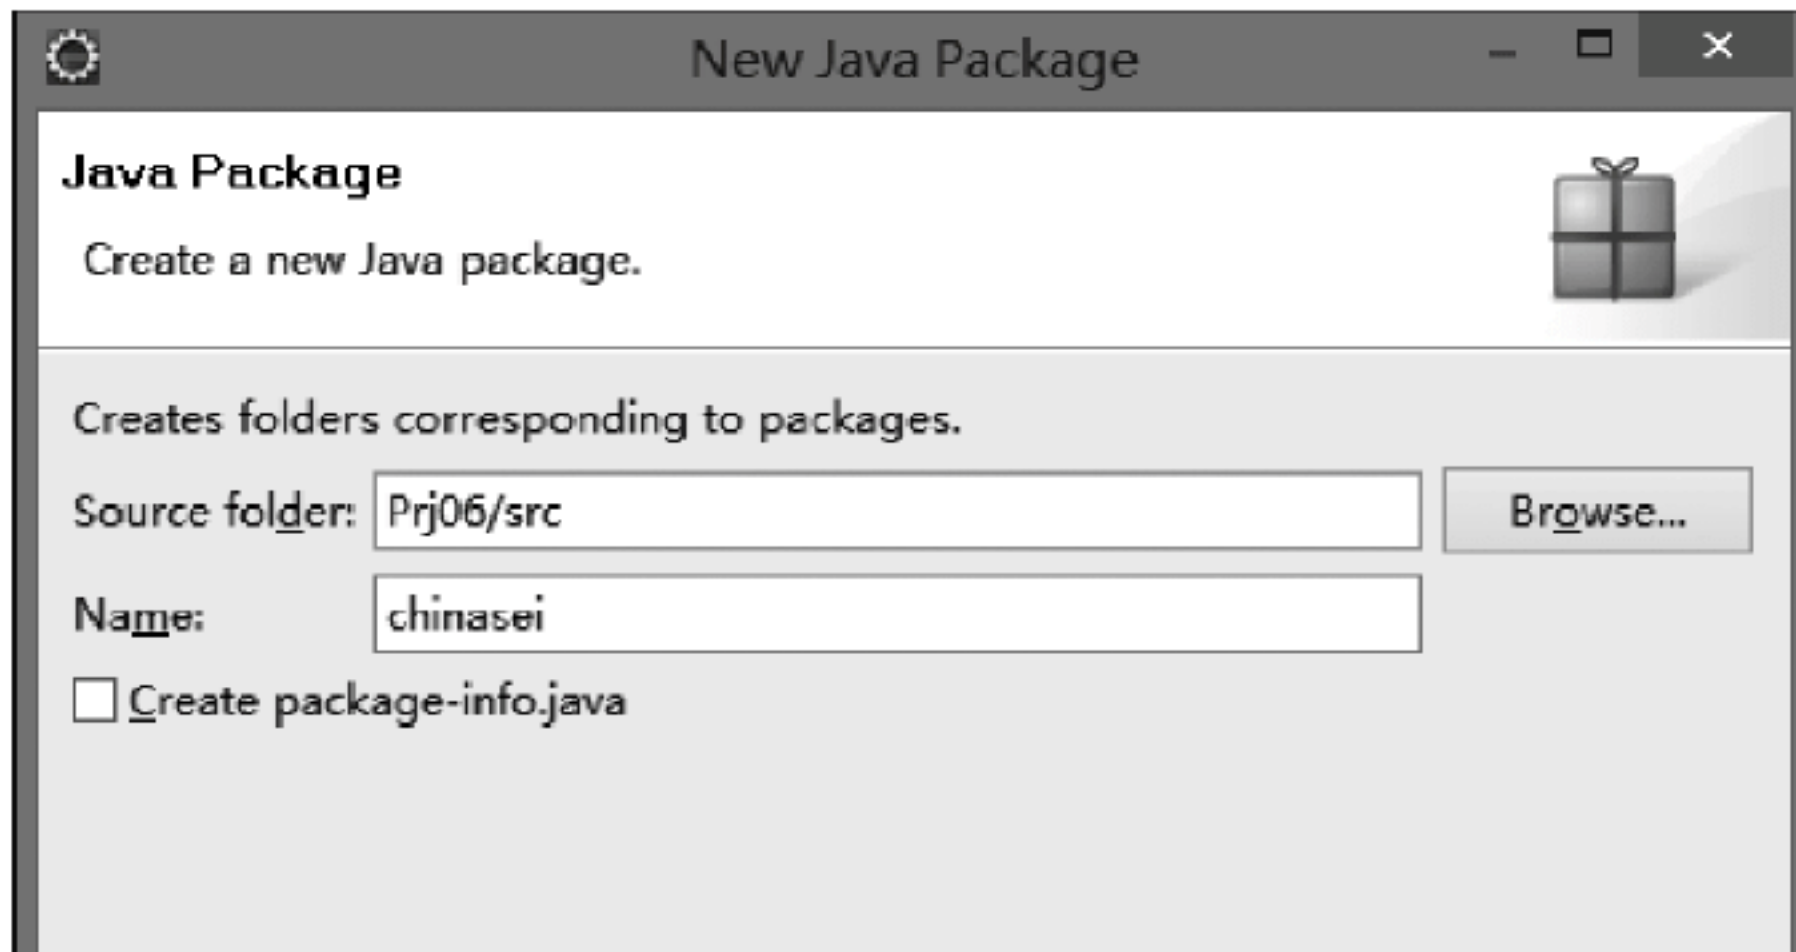 New Java Package
Java Package
Create a new Java package.
Creates folders corresponding to packages.
Source folder: Prj06/src Browse...
Name: chinasei
Create package-info.java